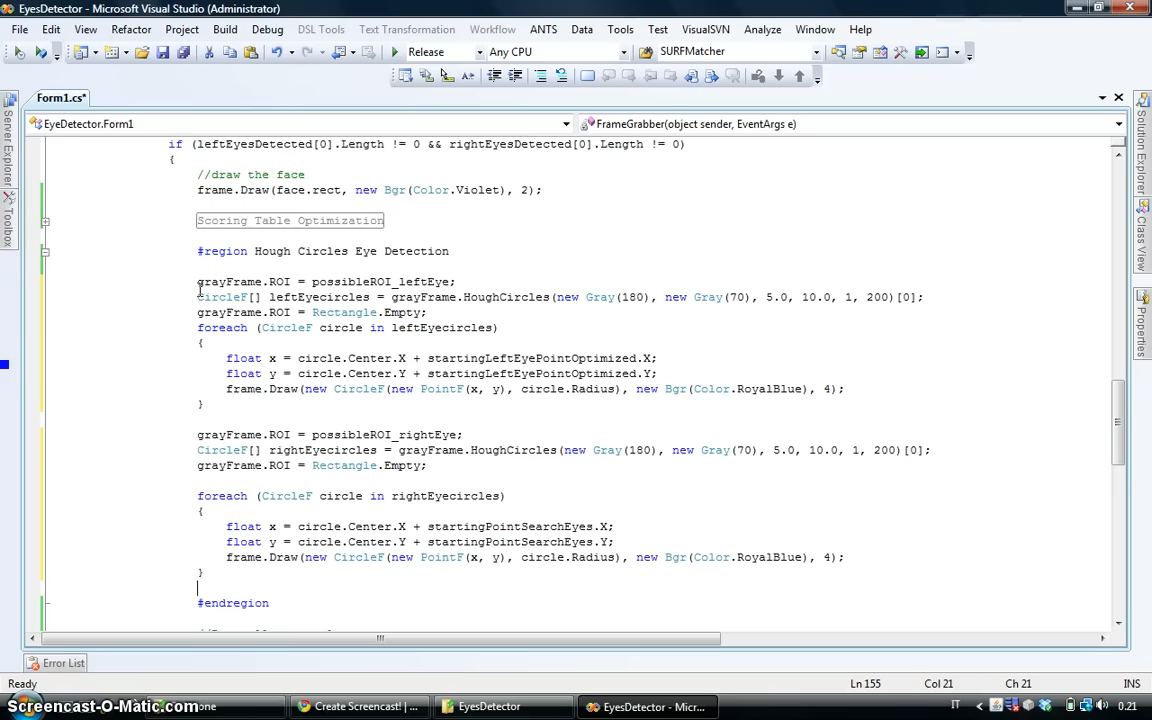 EyesDetector - Microsoft Visual Studio (Administrator)
File Edit View Refactor Project Build Debug DSL Tools Text Transformation Workflow ANTS Data Tools Test VisualSVN Analyze Window Help
Release Any CPU SURFMatcher
Form1.cs*
EyeDetector.Form1 FrameGrabber(object sender, EventArgs e)
Server Explorer
Toolbox
Solution Explorer
Class View
Properties
if (leftEyesDetected[0].Length != 0 && rightEyesDetected[0].Length != 0)
{
//draw the face
frame.Draw(face.rect, new Bgr(Color.Violet), 2);
Scoring Table Optimization
#region Hough Circles Eye Detection
grayFrame.ROI = possibleROI_leftEye;
CircleF[] leftEyecircles = grayFrame.HoughCircles(new Gray(180), new Gray(70), 5.0, 10.0, 1, 200)[0];
grayFrame.ROI = Rectangle.Empty;
foreach (CircleF circle in leftEyecircles)
{
float x = circle.Center.X + startingLeftEyePointOptimized.X;
float y = circle.Center.Y + startingLeftEyePointOptimized.Y;
frame.Draw(new CircleF(new PointF(x, y), circle.Radius), new Bgr(Color.RoyalBlue), 4);
}
grayFrame.ROI = possibleROI_rightEye;
CircleF[] rightEyecircles = grayFrame.HoughCircles(new Gray(180), new Gray(70), 5.0, 10.0, 1, 200)[0];
grayFrame.ROI = Rectangle.Empty;
foreach (CircleF circle in rightEyecircles)
{
float x = circle.Center.X + startingPointSearchEyes.X;
float y = circle.Center.Y + startingPointSearchEyes.Y;
frame.Draw(new CircleF(new PointF(x, y), circle.Radius), new Bgr(Color.RoyalBlue), 4);
}
#endregion
Error List
Ready Ln 155 Col 21 Ch 21 INS
Screencast-O-Matic.com Create Screencast! |... EyesDetector EyesDetector - Micr... IT 0.21